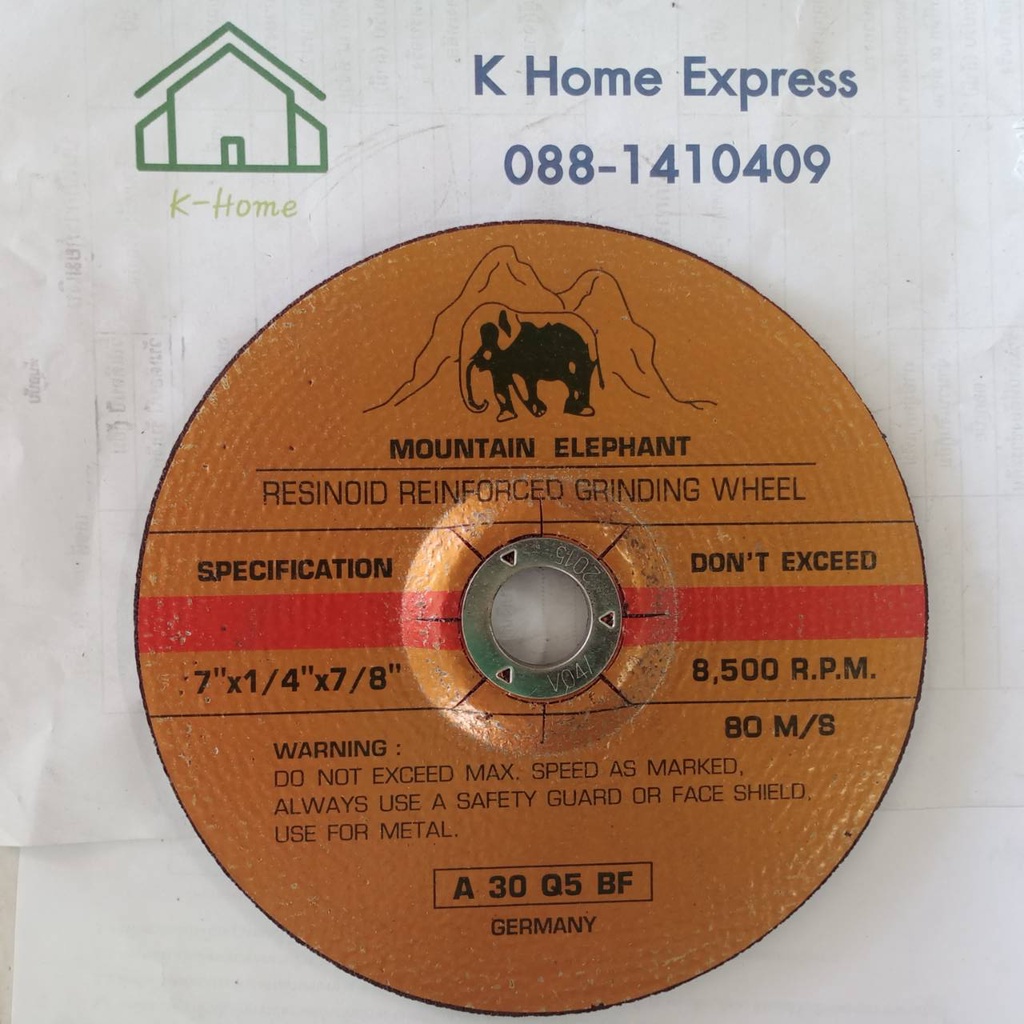 K Home Express
088-1410409
K-Home
MOUNTAIN ELEPHANT
RESINOID REINFORCED GRINDING WHEEL
SPECIFICATION
DON'T EXCEED
7"x1/4"x7/8"
8,500 R.P.M.
80 M/S
WARNING :
DO NOT EXCEED MAX. SPEED AS MARKED,
ALWAYS USE A SAFETY GUARD OR FACE SHIELD,
USE FOR METAL.
A 30 Q5 BF
GERMANY